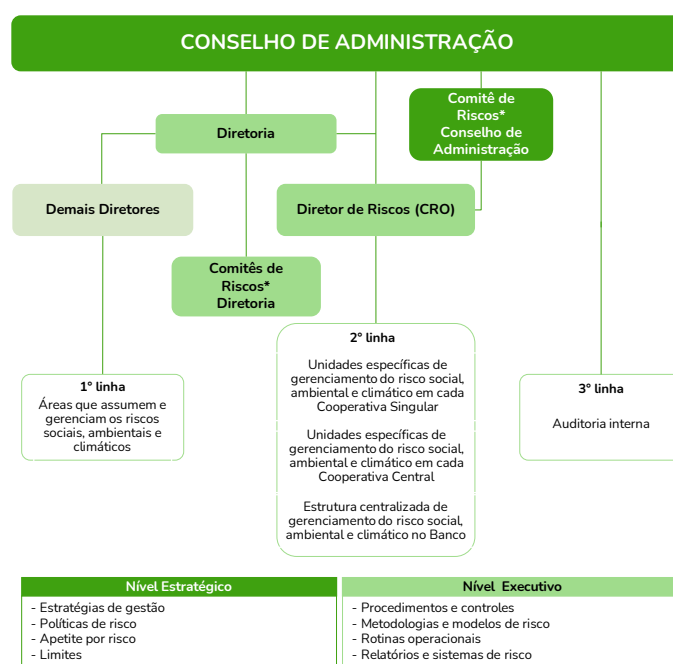 CONSELHO DE ADMINISTRAÇÃO
Comitê de
Riscos*
Conselho de
Administração
Diretoria
Demais Diretores
Diretor de Riscos (CRO)
Comitês de
Riscos*
Diretoria
1º linha
Áreas que assumem e
gerenciam os riscos
sociais, ambientais e
climáticos
2º linha
Unidades específicas de
gerenciamento do risco social,
ambiental e climático em cada
Cooperativa Singular
Unidades específicas de
gerenciamento do risco social,
ambiental e climático em cada
Cooperativa Central
Estrutura centralizada de
gerenciamento do risco social,
ambiental e climático no Banco
3º linha
Auditoria interna
Nível Estratégico
- Estratégias de gestão
- Políticas de risco
- Apetite por risco
- Limites
Nível Executivo
- Procedimentos e controles
- Metodologias e modelos de risco
- Rotinas operacionais
- Relatórios e sistemas de risco